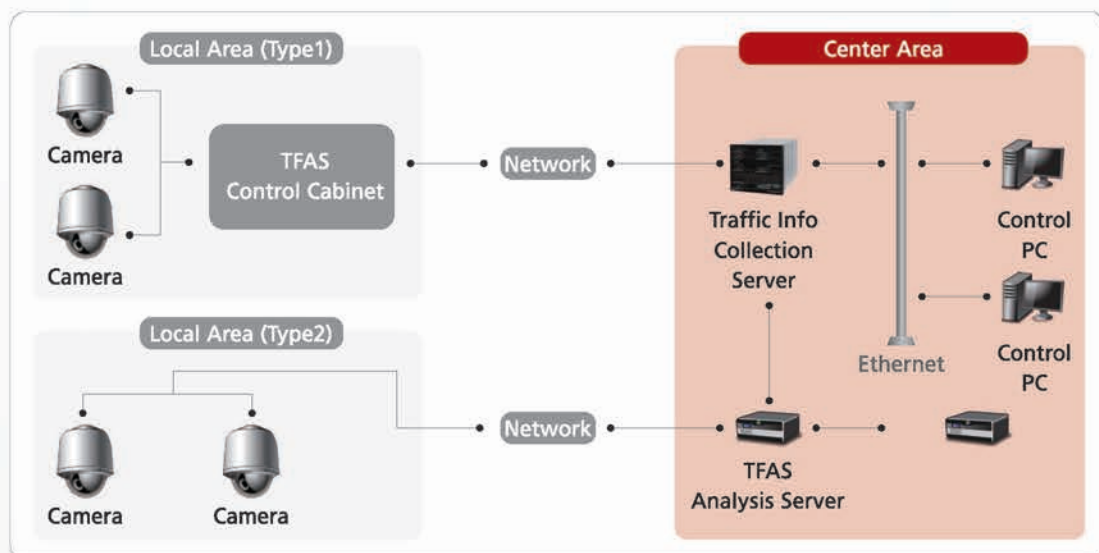 Local Area (Type1)
Camera
Camera
TFAS
Control Cabinet
Network
Center Area
Traffic Info
Collection
Server
Control
PC
Control
PC
Ethernet
Local Area (Type2)
Camera
Camera
Network
TFAS
Analysis Server